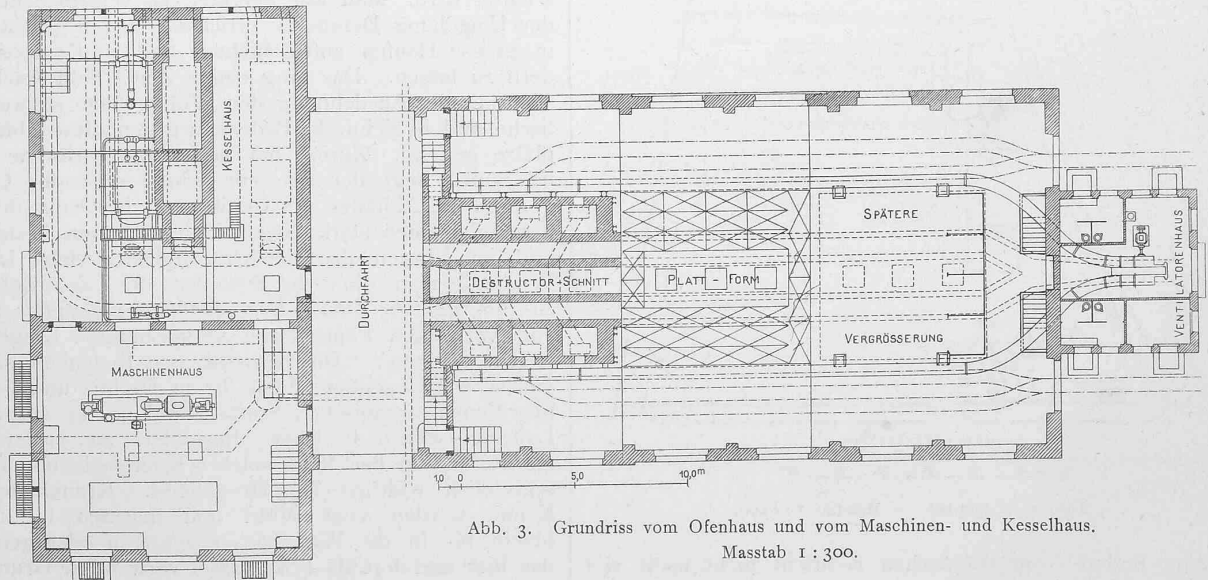 KESSELHAUS
DURCHFAHRT
MASCHINENHAUS
DESTRUCTOR-SCHNITT
PLATT-FORM
SPÄTERE
VERGRÖSSERUNG
VENTILATORENHAUS
1,0 0 5,0 10,0m
Abb. 3. Grundriss vom Ofenhaus und vom Maschinen- und Kesselhaus.
Masstab 1 : 300.